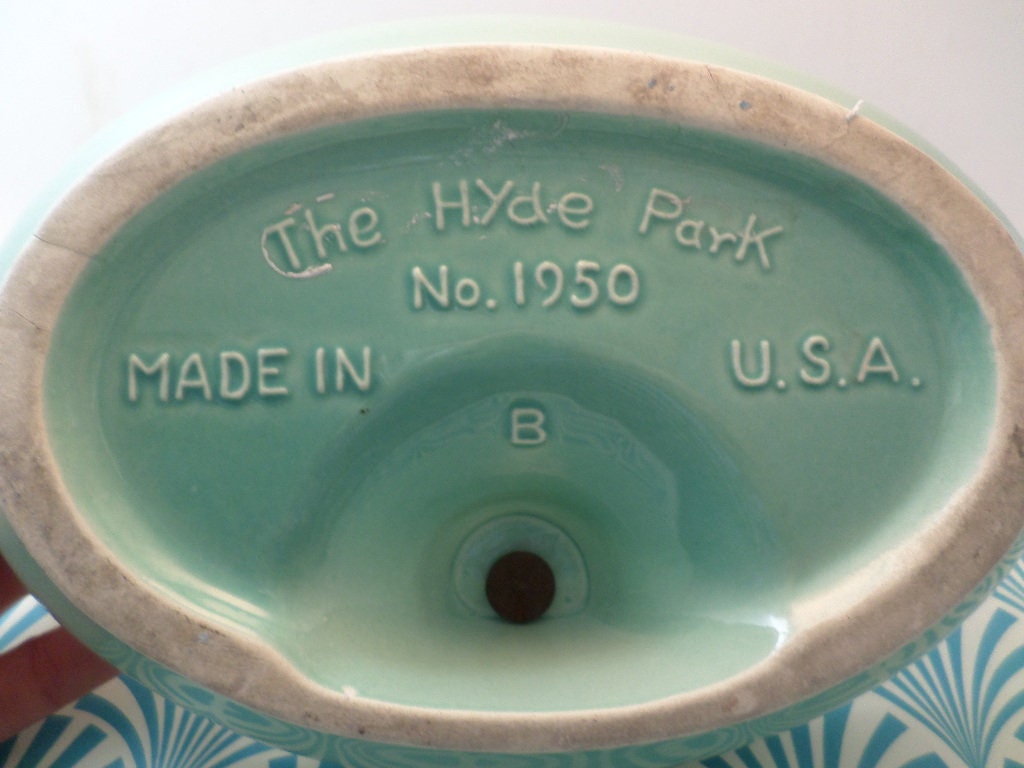 The Hyde Park
No. 1950
MADE IN U.S.A.
B